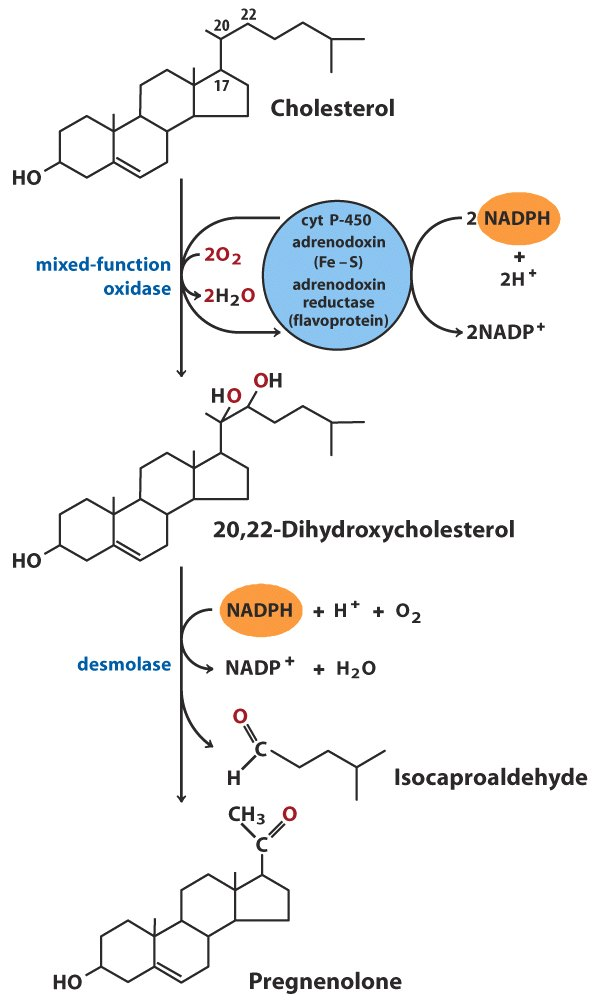 20
22
17
Cholesterol
HO
mixed-function
oxidase
2O₂
2H₂O
cyt P-450
adrenodoxin
(Fe–S)
adrenodoxin
reductase
(flavoprotein)
2 NADPH
+
2H⁺
2NADP⁺
HO
OH
20,22-Dihydroxycholesterol
HO
desmolase
NADPH + H⁺ + O₂
NADP⁺ + H₂O
O
C
H
Isocaproaldehyde
CH₃ O
C
HO
Pregnenolone